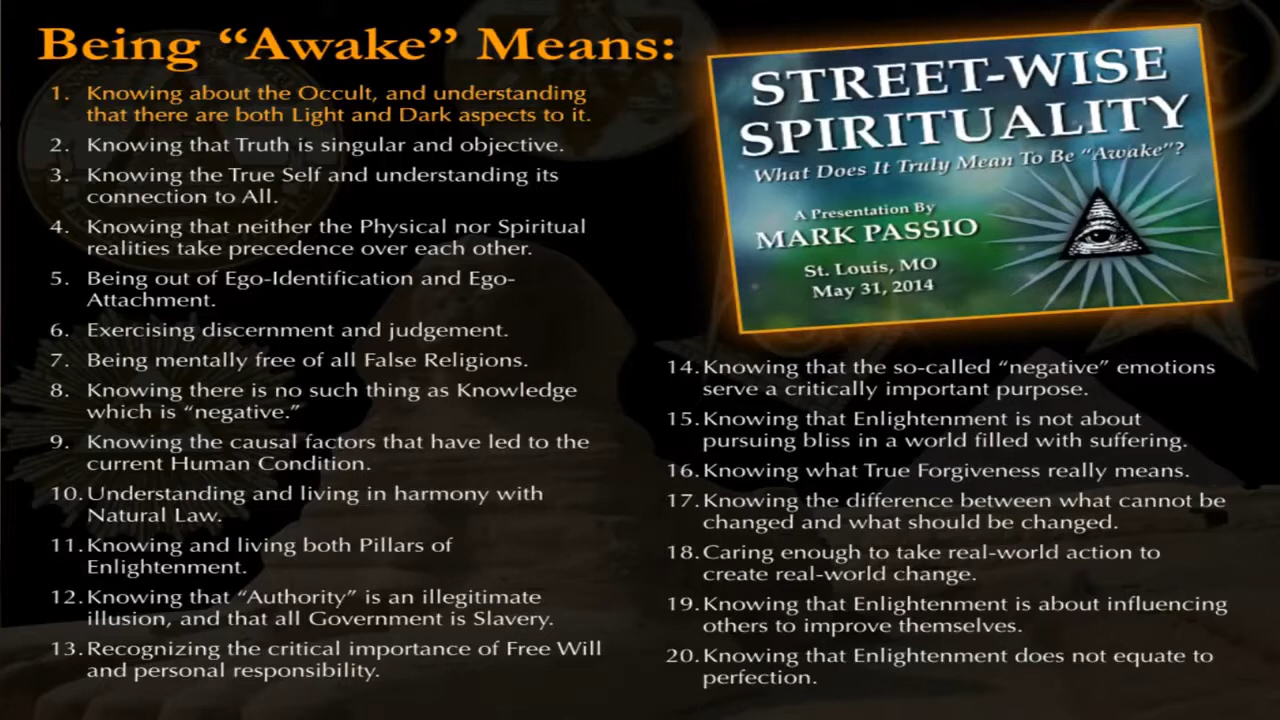 Being “Awake” Means:
1. Knowing about the Occult, and understanding
that there are both Light and Dark aspects to it.
2. Knowing that Truth is singular and objective.
3. Knowing the True Self and understanding its
connection to All.
4. Knowing that neither the Physical nor Spiritual
realities take precedence over each other.
5. Being out of Ego-Identification and Ego-
Attachment.
6. Exercising discernment and judgement.
7. Being mentally free of all False Religions.
8. Knowing there is no such thing as Knowledge
which is “negative.”
9. Knowing the causal factors that have led to the
current Human Condition.
10. Understanding and living in harmony with
Natural Law.
11. Knowing and living both Pillars of
Enlightenment.
12. Knowing that “Authority” is an illegitimate
illusion, and that all Government is Slavery.
13. Recognizing the critical importance of Free Will
and personal responsibility.
STREET-WISE
SPIRITUALITY
What Does It Truly Mean To Be “Awake”?
A Presentation By
MARK PASSIO
St. Louis, MO
May 31, 2014
14. Knowing that the so-called “negative” emotions
serve a critically important purpose.
15. Knowing that Enlightenment is not about
pursuing bliss in a world filled with suffering.
16. Knowing what True Forgiveness really means.
17. Knowing the difference between what cannot be
changed and what should be changed.
18. Caring enough to take real-world action to
create real-world change.
19. Knowing that Enlightenment is about influencing
others to improve themselves.
20. Knowing that Enlightenment does not equate to
perfection.